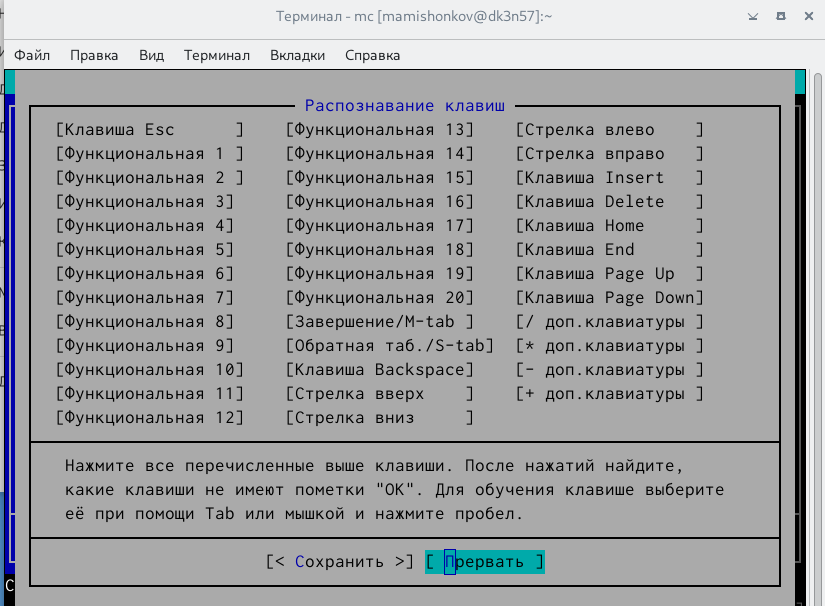 Терминал - mc [mamishonkov@dk3n57]:~
Файл Правка Вид Терминал Вкладки Справка
Распознавание клавиш
[Клавиша Esc ] [Функциональная 13] [Стрелка влево ]
[Функциональная 1 ] [Функциональная 14] [Стрелка вправо ]
[Функциональная 2 ] [Функциональная 15] [Клавиша Insert ]
[Функциональная 3] [Функциональная 16] [Клавиша Delete ]
[Функциональная 4] [Функциональная 17] [Клавиша Home ]
[Функциональная 5] [Функциональная 18] [Клавиша End ]
[Функциональная 6] [Функциональная 19] [Клавиша Page Up ]
[Функциональная 7] [Функциональная 20] [Клавиша Page Down]
[Функциональная 8] [Завершение/M-tab ] [/ доп.клавиатуры ]
[Функциональная 9] [Обратная таб./S-tab] [* доп.клавиатуры ]
[Функциональная 10] [Клавиша Backspace] [- доп.клавиатуры ]
[Функциональная 11] [Стрелка вверх ] [+ доп.клавиатуры ]
[Функциональная 12] [Стрелка вниз ]
Нажмите все перечисленные выше клавиши. После нажатий найдите,
какие клавиши не имеют пометки "OK". Для обучения клавише выберите
её при помощи Tab или мышкой и нажмите пробел.
[< Сохранить >] [ Прервать ]
С